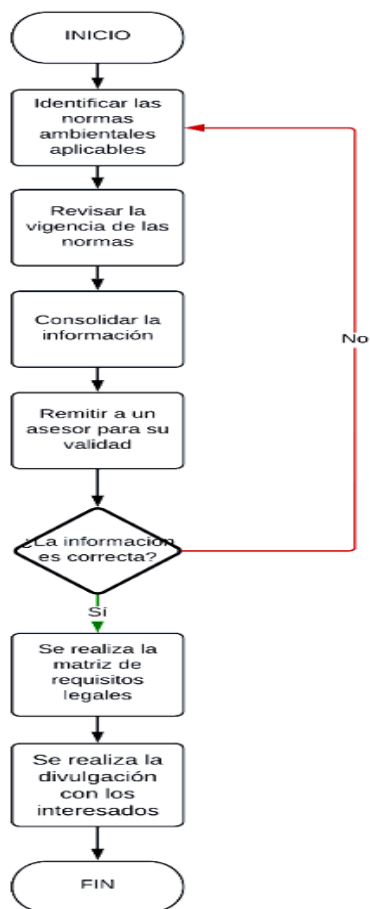 INICIO
Identificar las
normas
ambientales
aplicables
Revisar la
vigencia de las
normas
Consolidar la
información
No
Remitir a un
asesor para su
validad
¿La información
es correcta?
Sí
Se realiza la
matriz de
requisitos
legales
Se realiza la
divulgación
con los
interesados
FIN